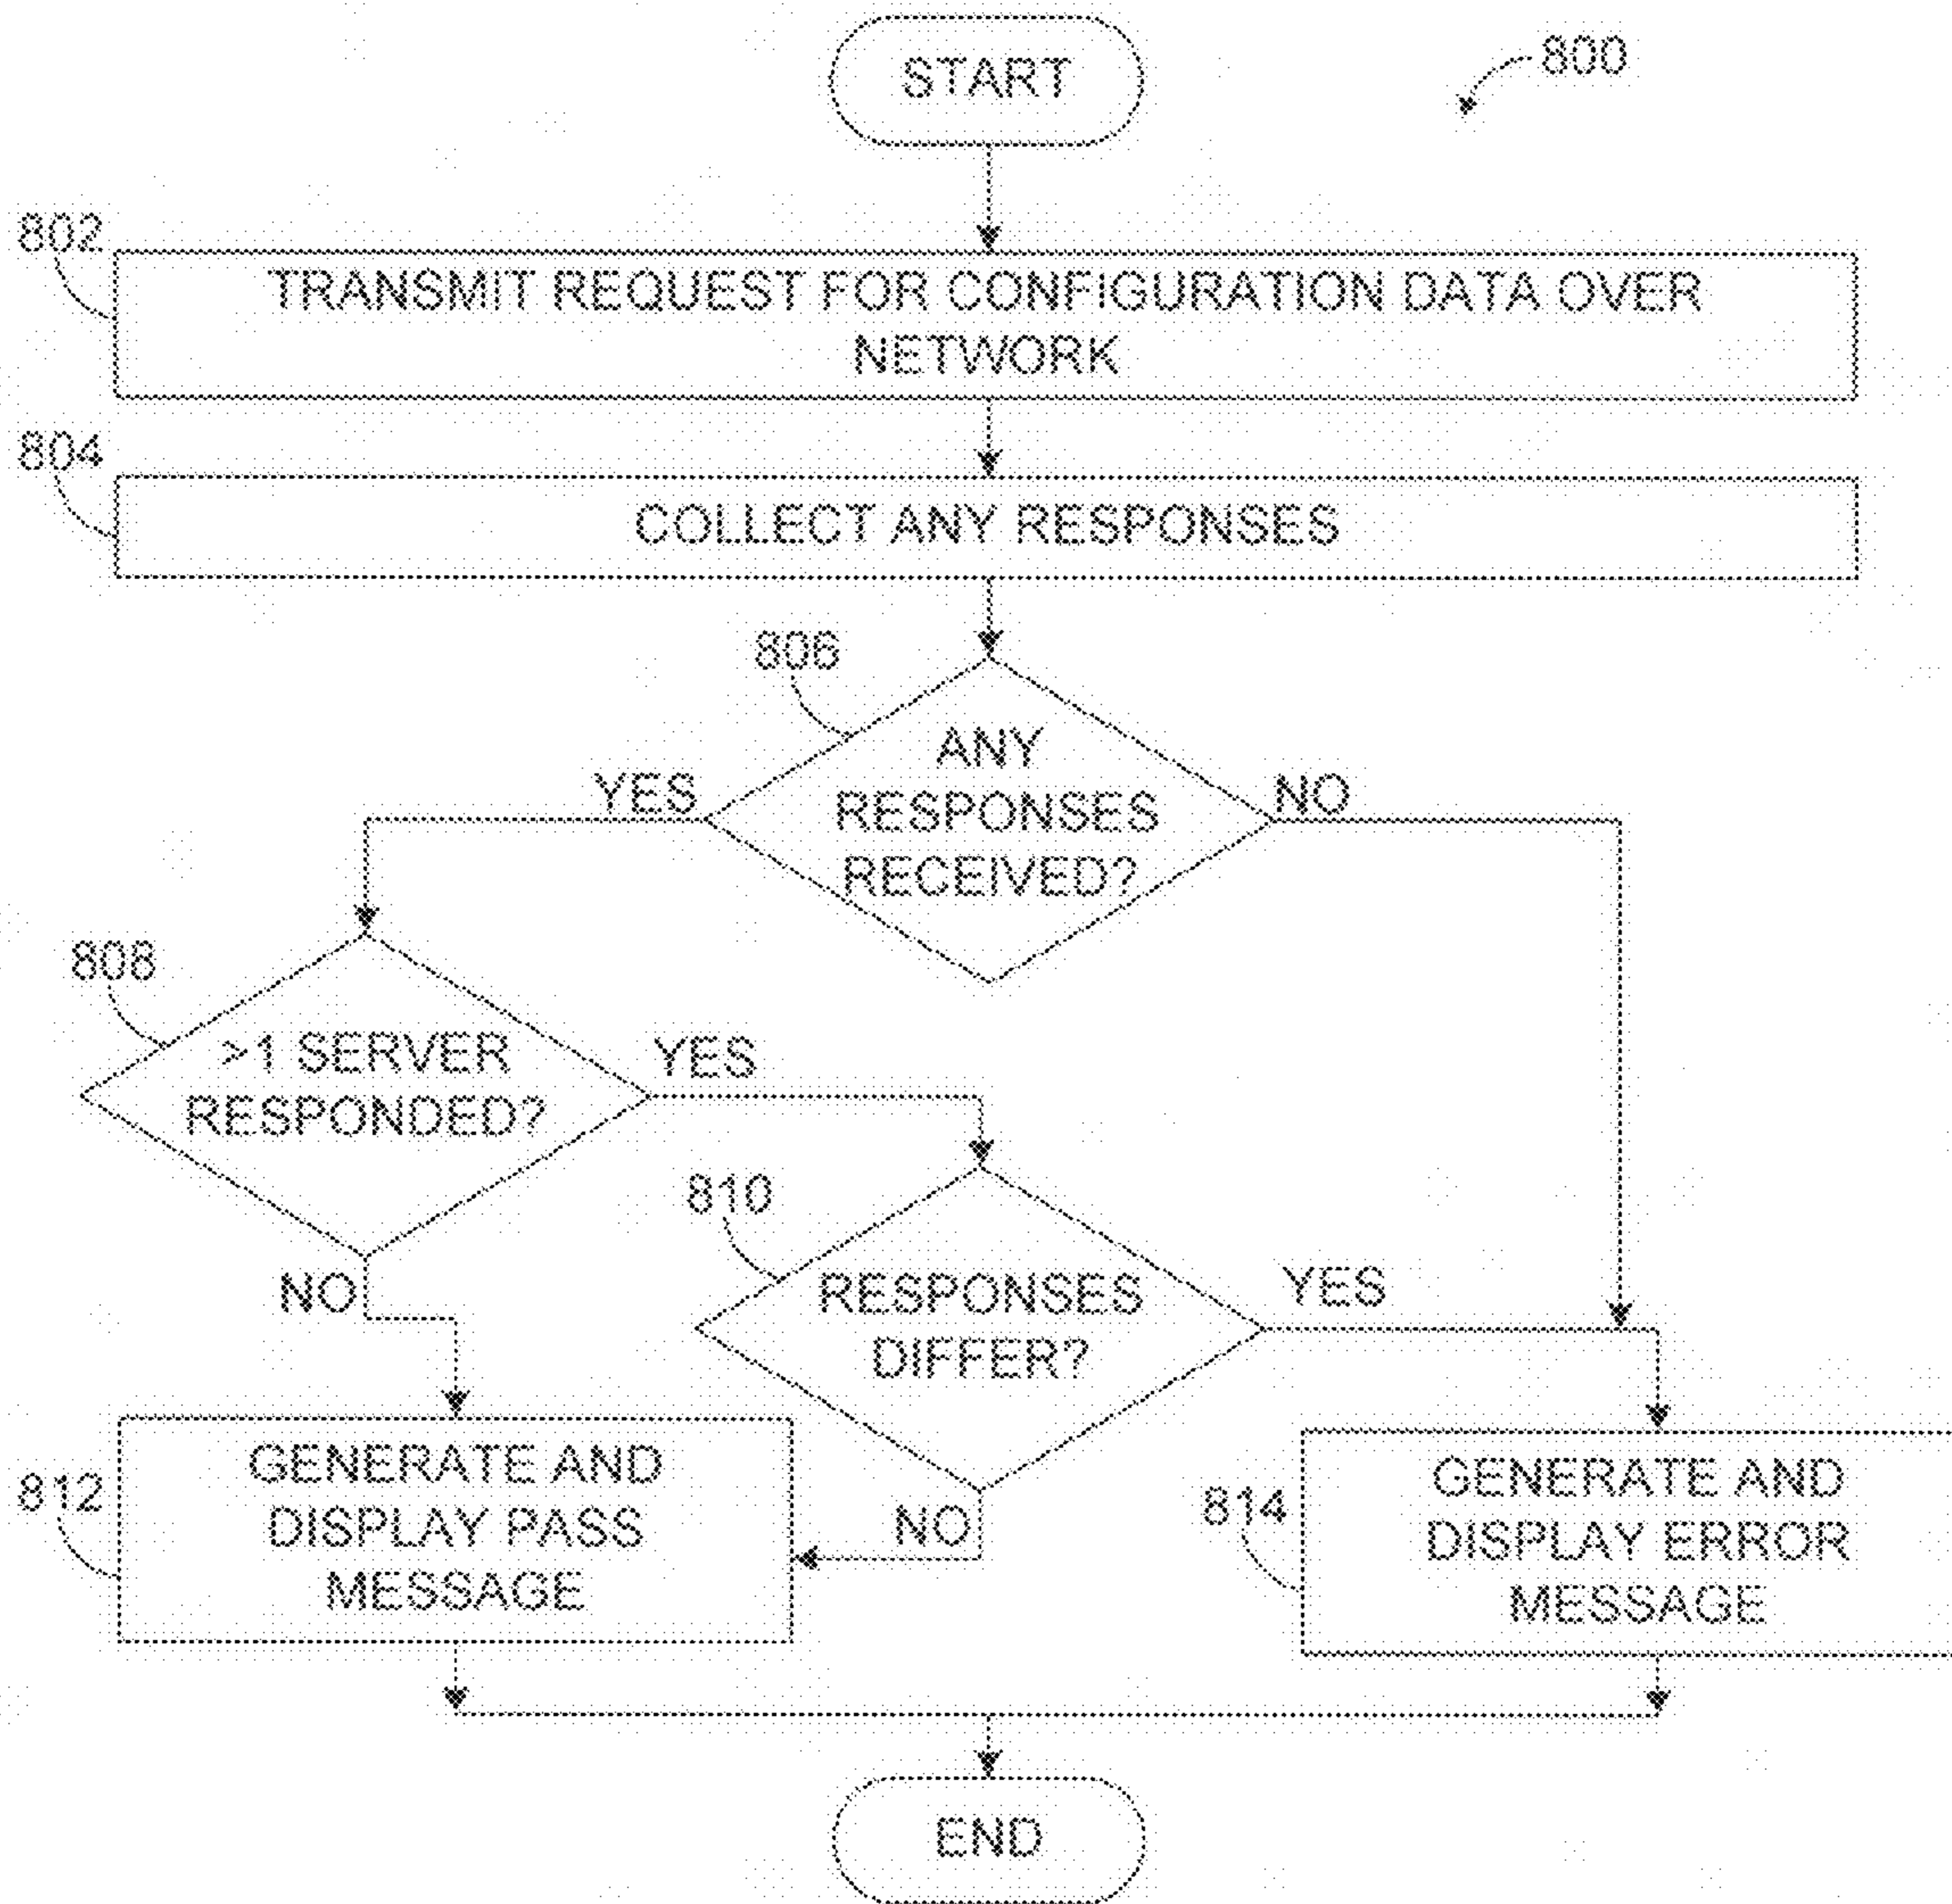 START
800
802
TRANSMIT REQUEST FOR CONFIGURATION DATA OVER
NETWORK
804
COLLECT ANY RESPONSES
806
ANY
RESPONSES
RECEIVED?
YES
NO
808
>1 SERVER
RESPONDED?
YES
NO
810
RESPONSES
DIFFER?
YES
NO
812
GENERATE AND
DISPLAY PASS
MESSAGE
814
GENERATE AND
DISPLAY ERROR
MESSAGE
END